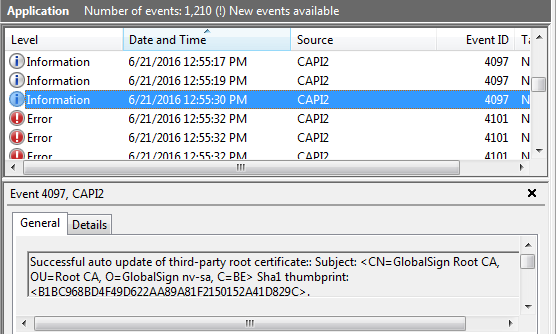 Application Number of events: 1,210 (!) New events available
Level Date and Time Source Event ID Ta
Information 6/21/2016 12:55:17 PM CAPI2 4097 N
Information 6/21/2016 12:55:19 PM CAPI2 4097 N
Information 6/21/2016 12:55:30 PM CAPI2 4097 N
Error 6/21/2016 12:55:32 PM CAPI2 4101 N
Error 6/21/2016 12:55:32 PM CAPI2 4101 N
Error 6/21/2016 12:55:32 PM CAPI2 4101 N
Event 4097, CAPI2
General Details
Successful auto update of third-party root certificate:: Subject: <CN=GlobalSign Root CA,
OU=Root CA, O=GlobalSign nv-sa, C=BE> Sha1 thumbprint:
<B1BC968BD4F49D622AA89A81F2150152A41D829C>.